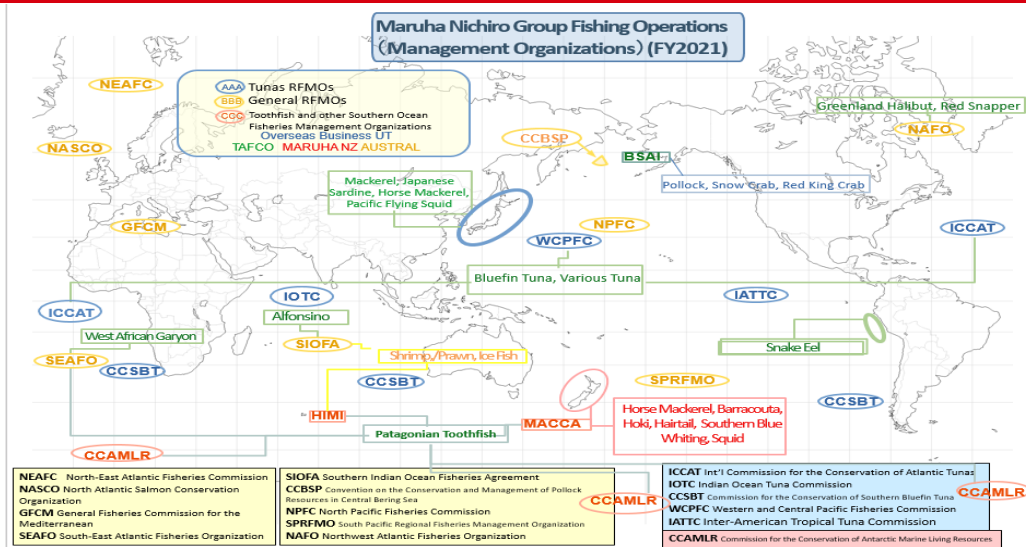 Maruha Nichiro Group Fishing Operations
(Management Organizations) (FY2021)
NEAFC
AAA Tunas RFMOs
BBB General RFMOs
CCC Toothfish and other Southern Ocean
Fisheries Management Organizations
Overseas Business UT
TAFCO MARUHA NZ AUSTRAL
Greenland Halibut, Red Snapper
NAFO
NASCO
CCBSP
BSAI
Pollock, Snow Crab, Red King Crab
Mackerel, Japanese
Sardine, Horse Mackerel,
Pacific Flying Squid
GFCM
NPFC
ICCAT
WCPFC
Bluefin Tuna, Various Tuna
IOTC
IATTC
ICCAT
Alfonsino
West African Garyon
SIOFA
Snake Eel
SEAFO
Shrimp,/Prawn, Ice Fish
CCSBT
CCSBT
SPRFMO
CCSBT
HIMI
MACCA
Horse Mackerel, Barracouta,
Hoki, Hairtail, Southern Blue
Whiting, Squid
Patagonian Toothfish
CCAMLR
CCAMLR
CCAMLR
NEAFC North-East Atlantic Fisheries Commission
NASCO North Atlantic Salmon Conservation
Organization
GFCM General Fisheries Commission for the
Mediterranean
SEAFO South-East Atlantic Fisheries Organization
SIOFA Southern Indian Ocean Fisheries Agreement
CCBSP Convention on the Conservation and Management of Pollock
Resources in Central Bering Sea
NPFC North Pacific Fisheries Commission
SPRFMO South Pacific Regional Fisheries Management Organization
NAFO Northwest Atlantic Fisheries Organization
ICCAT Int'l Commission for the Conservation of Atlantic Tunas
IOTC Indian Ocean Tuna Commission
CCSBT Commission for the Conservation of Southern Bluefin Tuna
WCPFC Western and Central Pacific Fisheries Commission
IATTC Inter-American Tropical Tuna Commission
CCAMLR Commission for the Conservation of Antarctic Marine Living Resources